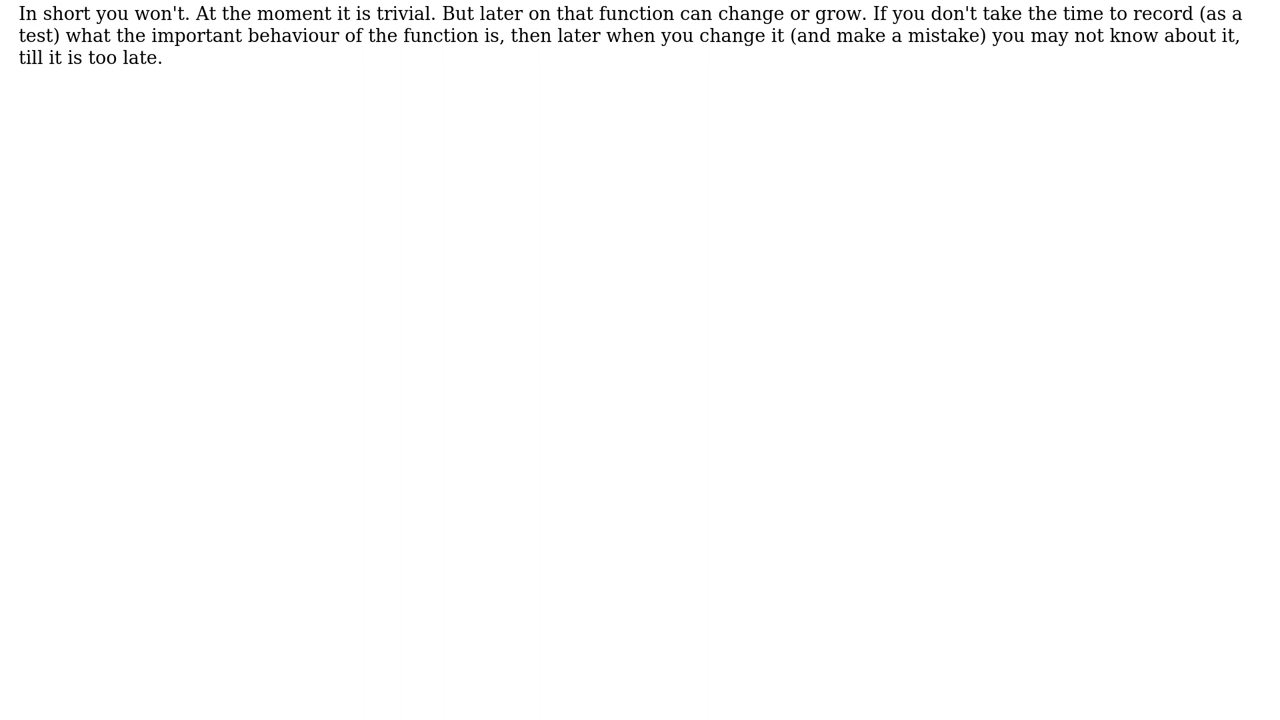 In short you won't. At the moment it is trivial. But later on that function can change or grow. If you don't take the time to record (as a
test) what the important behaviour of the function is, then later when you change it (and make a mistake) you may not know about it,
till it is too late.